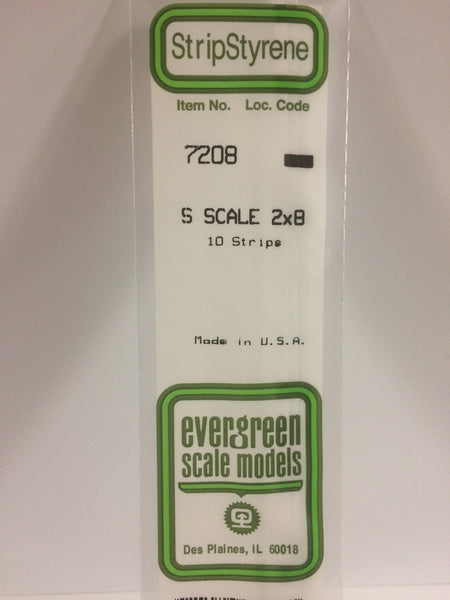 StripStyrene
Item No. Loc. Code
7208
S SCALE 2x8
10 Strips
Made in U.S.A.
evergreen
scale models
Des Plaines, IL 60018